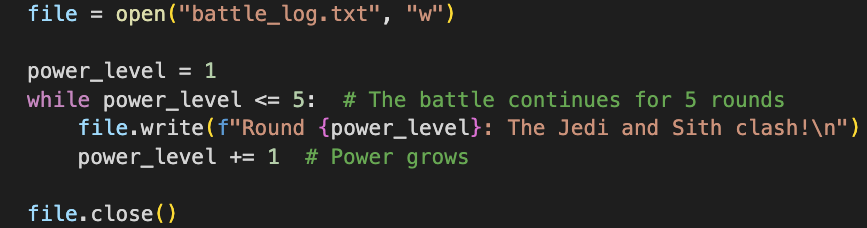 file = open("battle_log.txt", "w")
power_level = 1
while power_level <= 5:  # The battle continues for 5 rounds
    file.write(f"Round {power_level}: The Jedi and Sith clash!\n")
    power_level += 1  # Power grows
file.close()